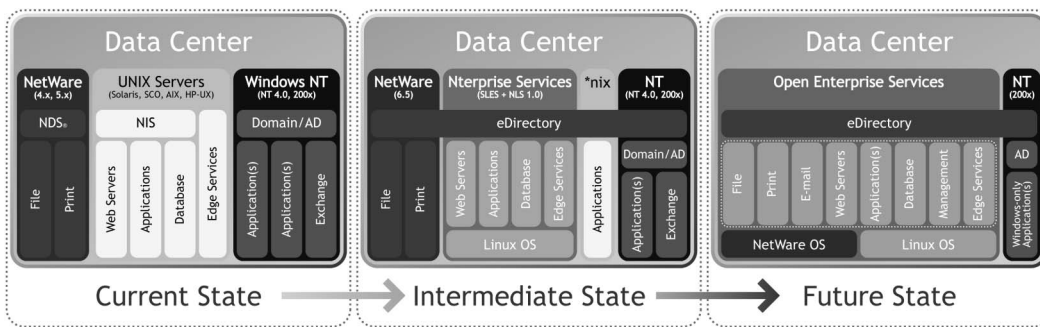 Data Center
NetWare
(4.x, 5.x)
NDS®
File
Print
UNIX Servers
(Solaris, SCO, AIX, HP-UX)
NIS
Web Servers
Applications
Database
Edge Services
Windows NT
(NT 4.0, 200x)
Domain/AD
Application(s)
Application(s)
Exchange
Current State
Data Center
NetWare
(6.5)
Nterprise Services
(SLES + NLS 1.0)
*nix
NT
(NT 4.0, 200x)
eDirectory
File
Print
Web Servers
Applications
Database
Edge Services
Linux OS
Applications
Domain/AD
Application(s)
Exchange
Intermediate State
Data Center
Open Enterprise Services
NT
(200x)
eDirectory
File
Print
E-mail
Web Servers
Application(s)
Database
Management
Edge Services
NetWare OS
Linux OS
AD
Windows-only
Application(s)
Future State